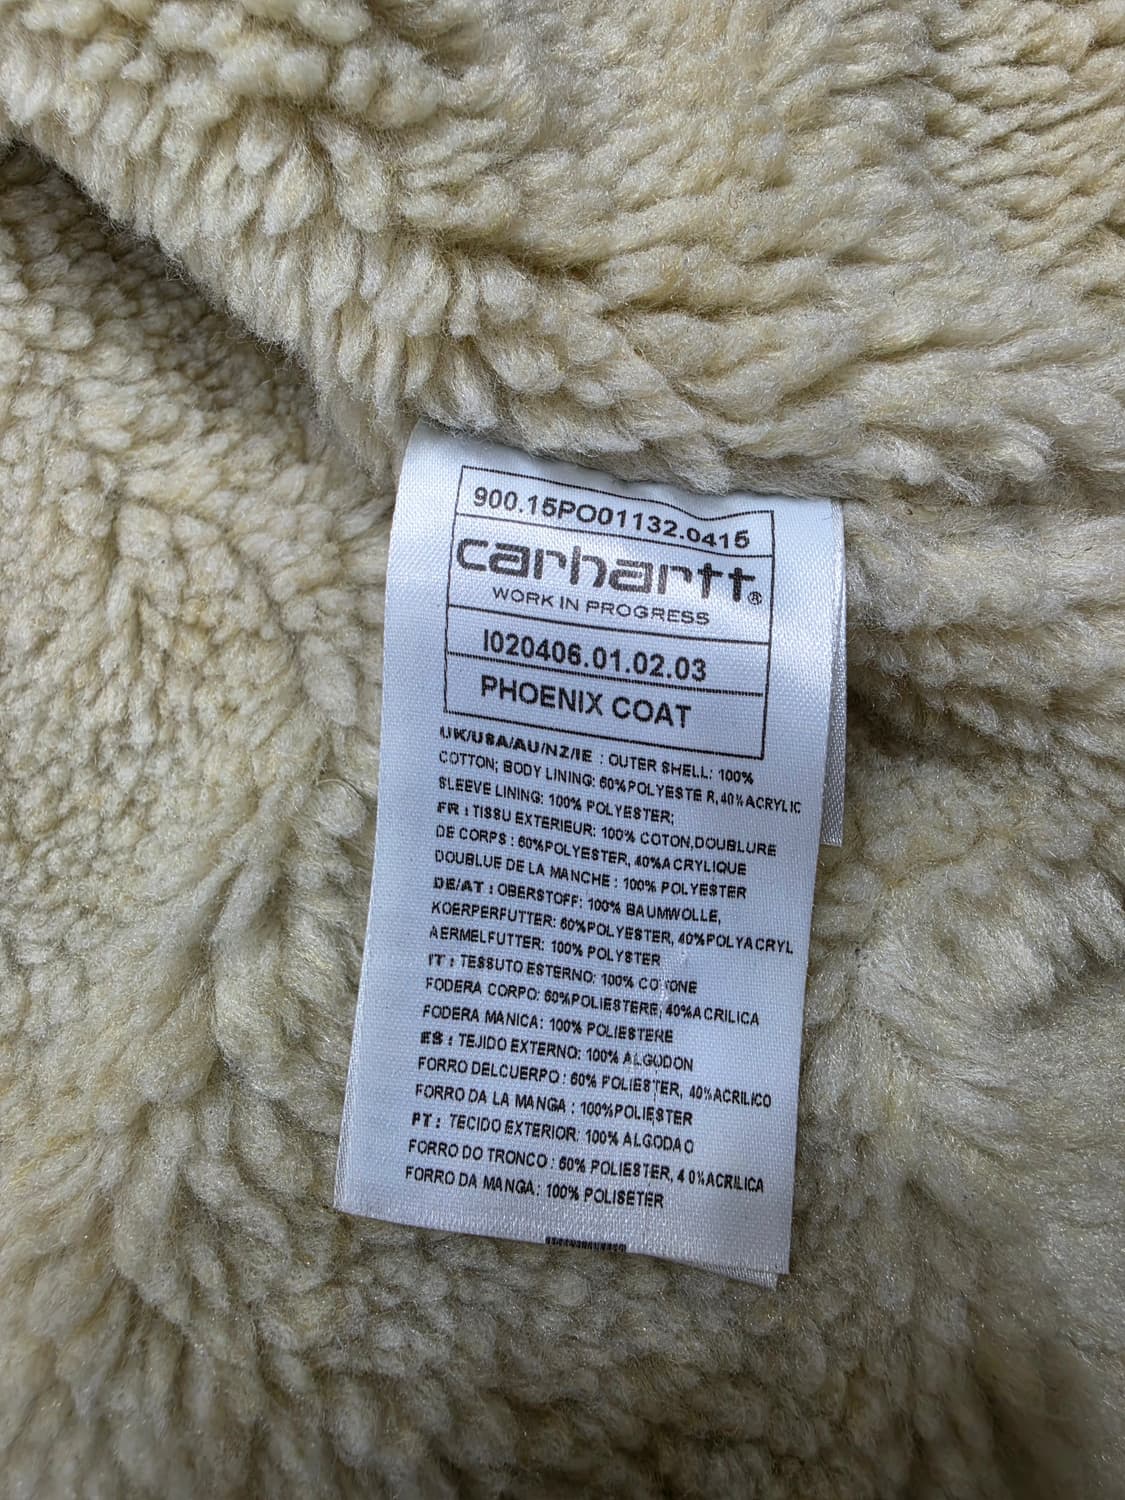 900.15PO01132.0415
carhartt®
WORK IN PROGRESS
I020406.01.02.03
PHOENIX COAT
UK/USA/AU/NZ/IE : OUTER SHELL: 100%
COTTON; BODY LINING: 60%POLYESTE R,40%ACRYLIC
SLEEVE LINING: 100% POLYESTER;
FR : TISSU EXTERIEUR: 100% COTON,DOUBLURE
DE CORPS : 60%POLYESTER, 40%ACRYLIQUE
DOUBLUE DE LA MANCHE : 100% POLYESTER
DE/AT : OBERSTOFF: 100% BAUMWOLLE,
KOERPERFUTTER: 60%POLYESTER, 40%POLYACRYL
AERMELFUTTER: 100% POLYSTER
IT : TESSUTO ESTERNO: 100% COTONE
FODERA CORPO: 60%POLIESTERE, 40%ACRILICA
FODERA MANICA: 100% POLIESTERE
ES : TEJIDO EXTERNO: 100% ALGODON
FORRO DELCUERPO : 60% POLIESTER, 40%ACRILICO
FORRO DA LA MANGA : 100%POLIESTER
PT : TECIDO EXTERIOR: 100% ALGODAO
FORRO DO TRONCO : 60% POLIESTER, 4 0%ACRILICA
FORRO DA MANGA: 100% POLISETER